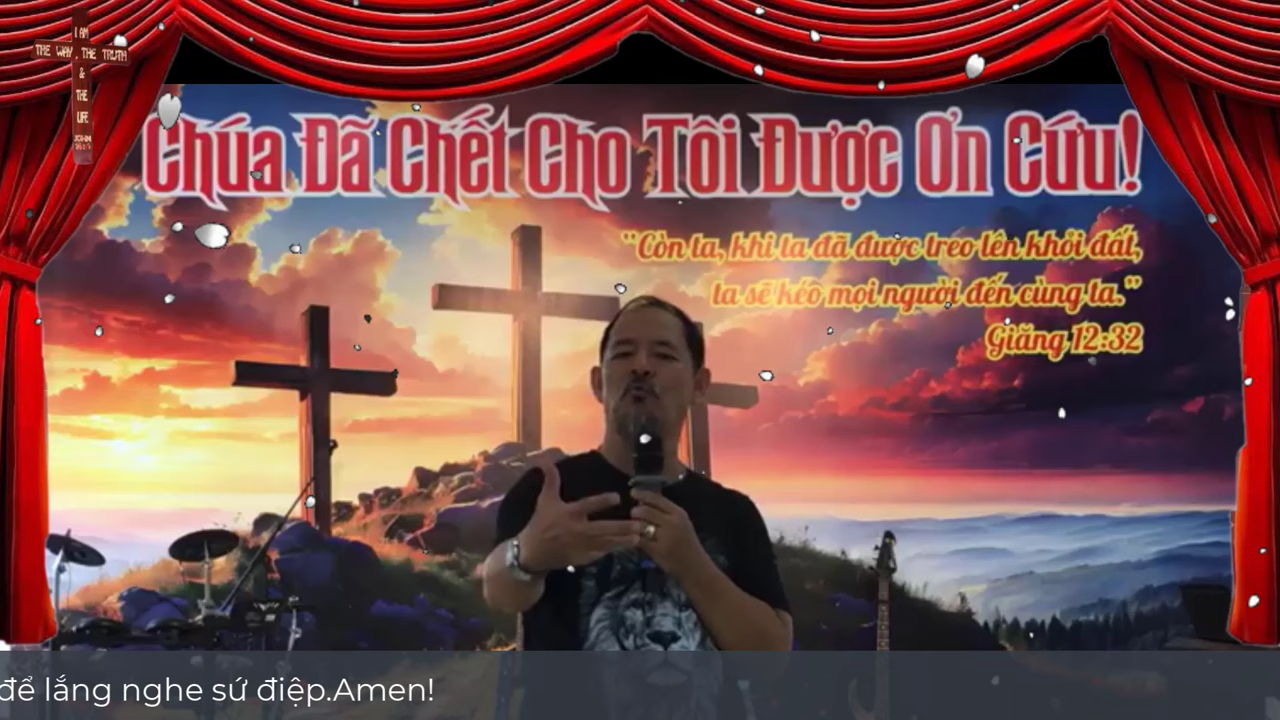 I AM
THE WAY, THE TRUTH
&
THE
LIFE
Chúa Đã Chết Cho Tôi Được Ơn Cứu!
"Còn ta, khi ta đã được treo lên khỏi đất,
ta sẽ kéo mọi người đến cùng ta."
Giăng 12:32
để lắng nghe sứ điệp.Amen!